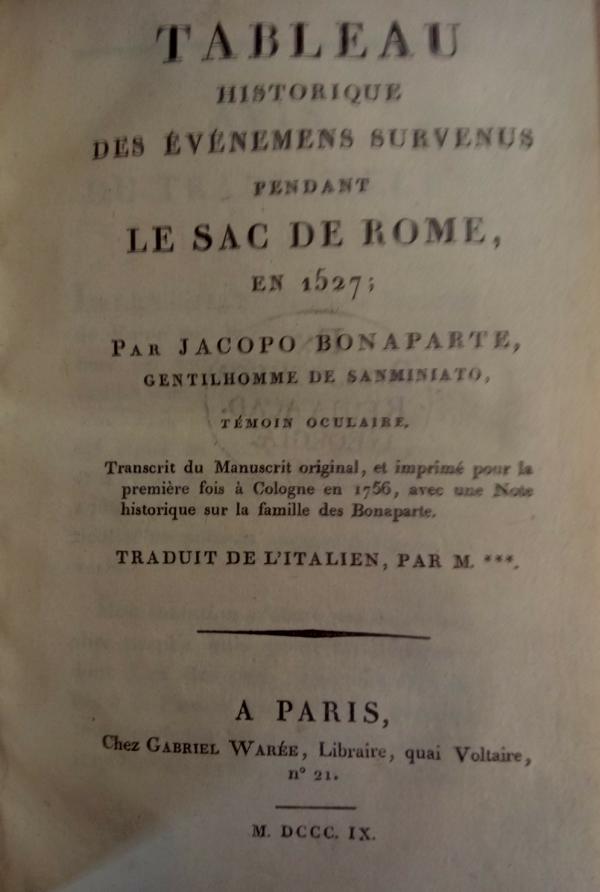 TABLEAU
HISTORIQUE
DES ÉVÉNEMENS SURVENUS
PENDANT
LE SAC DE ROME,
EN 1527;
PAR JACOPO BONAPARTE,
GENTILHOMME DE SANMINIATO,
TÉMOIN OCULAIRE.
Transcrit du Manuscrit original, et imprimé pour la
première fois à Cologne en 1756, avec une Note
historique sur la famille des Bonaparte.
TRADUIT DE L'ITALIEN, PAR M. ***.
A PARIS,
Chez GABRIEL WARÉE, Libraire, quai Voltaire,
n° 21.
M. DCCC. IX.